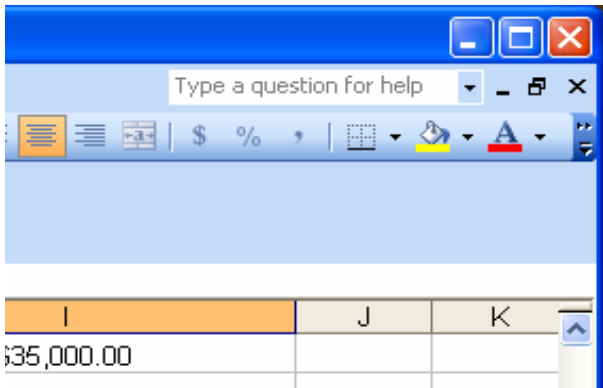 Type a question for help
a $ % , A
I J K
$35,000.00